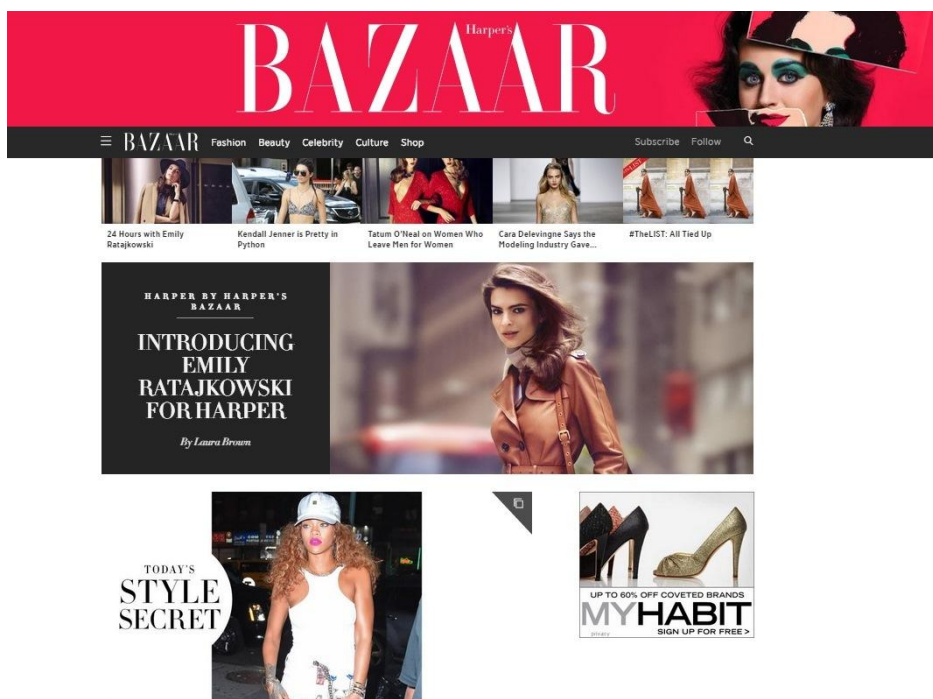 Harper's
BAZAAR
BAZAAR Fashion Beauty Celebrity Culture Shop Subscribe Follow
24 Hours with Emily
Ratajkowski
Kendall Jenner is Pretty in
Python
Tatum O'Neal on Women Who
Leave Men for Women
Cara Delevingne Says the
Modeling Industry Gave...
#TheLIST: All Tied Up
HARPER BY HARPER'S
BAZAAR
INTRODUCING
EMILY
RATAJKOWSKI
FOR HARPER
By Laura Brown
TODAY'S
STYLE
SECRET
UP TO 60% OFF COVETED BRANDS
MYHABIT
privacy
SIGN UP FOR FREE >